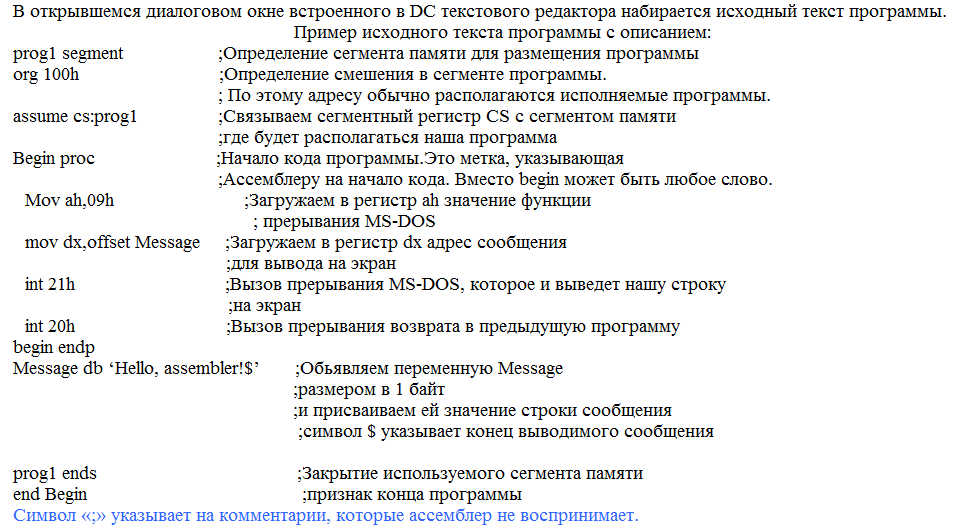 В открывшемся диалоговом окне встроенного в DC текстового редактора набирается исходный текст программы.
Пример исходного текста программы с описанием:
prog1 segment ;Определение сегмента памяти для размещения программы
org 100h ;Определение смешения в сегменте программы.
; По этому адресу обычно располагаются исполняемые программы.
assume cs:prog1 ;Связываем сегментный регистр CS с сегментом памяти
;где будет располагаться наша программа
Begin proc ;Начало кода программы.Это метка, указывающая
;Ассемблеру на начало кода. Вместо begin может быть любое слово.
Mov ah,09h ;Загружаем в регистр ah значение функции
; прерывания MS-DOS
mov dx,offset Message ;Загружаем в регистр dx адрес сообщения
;для вывода на экран
int 21h ;Вызов прерывания MS-DOS, которое и выведет нашу строку
;на экран
int 20h ;Вызов прерывания возврата в предыдущую программу
begin endp
Message db ‘Hello, assembler!$’ ;Обьявляем переменную Message
;размером в 1 байт
;и присваиваем ей значение строки сообщения
;символ $ указывает конец выводимого сообщения
prog1 ends ;Закрытие используемого сегмента памяти
end Begin ;признак конца программы
Символ «;» указывает на комментарии, которые ассемблер не воспринимает.